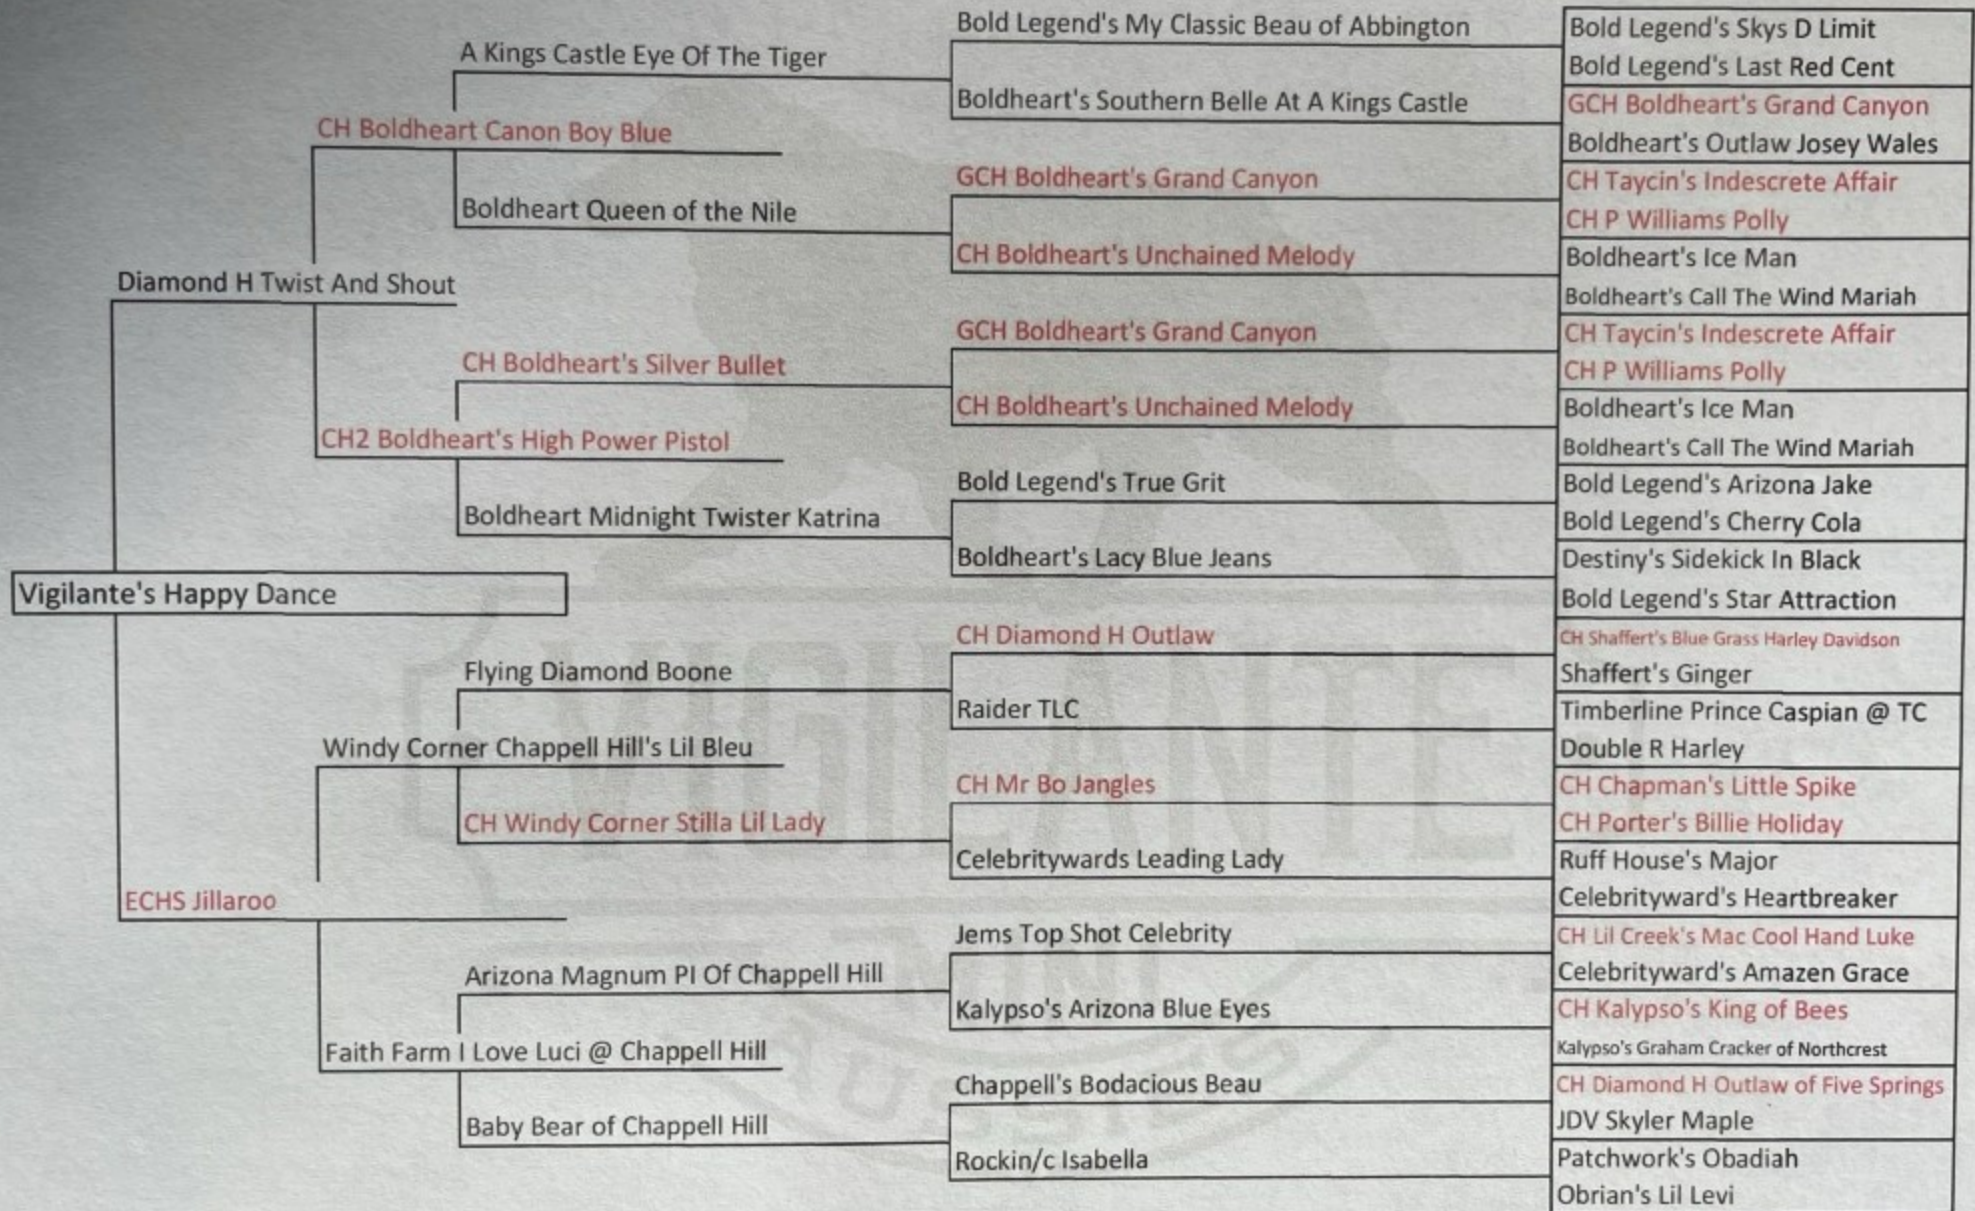 Bold Legend's My Classic Beau of Abbington
Bold Legend's Skys D Limit
A Kings Castle Eye Of The Tiger
Bold Legend's Last Red Cent
Boldheart's Southern Belle At A Kings Castle
GCH Boldheart's Grand Canyon
CH Boldheart Canon Boy Blue
Boldheart's Outlaw Josey Wales
GCH Boldheart's Grand Canyon
CH Taycin's Indescrete Affair
Boldheart Queen of the Nile
CH P Williams Polly
CH Boldheart's Unchained Melody
Boldheart's Ice Man
Diamond H Twist And Shout
Boldheart's Call The Wind Mariah
GCH Boldheart's Grand Canyon
CH Taycin's Indescrete Affair
CH Boldheart's Silver Bullet
CH P Williams Polly
CH Boldheart's Unchained Melody
Boldheart's Ice Man
CH2 Boldheart's High Power Pistol
Boldheart's Call The Wind Mariah
Bold Legend's True Grit
Bold Legend's Arizona Jake
Boldheart Midnight Twister Katrina
Bold Legend's Cherry Cola
Boldheart's Lacy Blue Jeans
Destiny's Sidekick In Black
Vigilante's Happy Dance
Bold Legend's Star Attraction
CH Diamond H Outlaw
CH Shaffert's Blue Grass Harley Davidson
Flying Diamond Boone
Shaffert's Ginger
Raider TLC
Timberline Prince Caspian @ TC
Windy Corner Chappell Hill's Lil Bleu
Double R Harley
CH Mr Bo Jangles
CH Chapman's Little Spike
CH Windy Corner Stilla Lil Lady
CH Porter's Billie Holiday
Celebritywards Leading Lady
Ruff House's Major
ECHS Jillaroo
Celebrityward's Heartbreaker
Jems Top Shot Celebrity
CH Lil Creek's Mac Cool Hand Luke
Arizona Magnum PI Of Chappell Hill
Celebrityward's Amazen Grace
Kalypso's Arizona Blue Eyes
CH Kalypso's King of Bees
Faith Farm I Love Luci @ Chappell Hill
Kalypso's Graham Cracker of Northcrest
Chappell's Bodacious Beau
CH Diamond H Outlaw of Five Springs
Baby Bear of Chappell Hill
JDV Skyler Maple
Rockin/c Isabella
Patchwork's Obadiah
Obrian's Lil Levi
VIGILANTE
MINI
AUSSIES